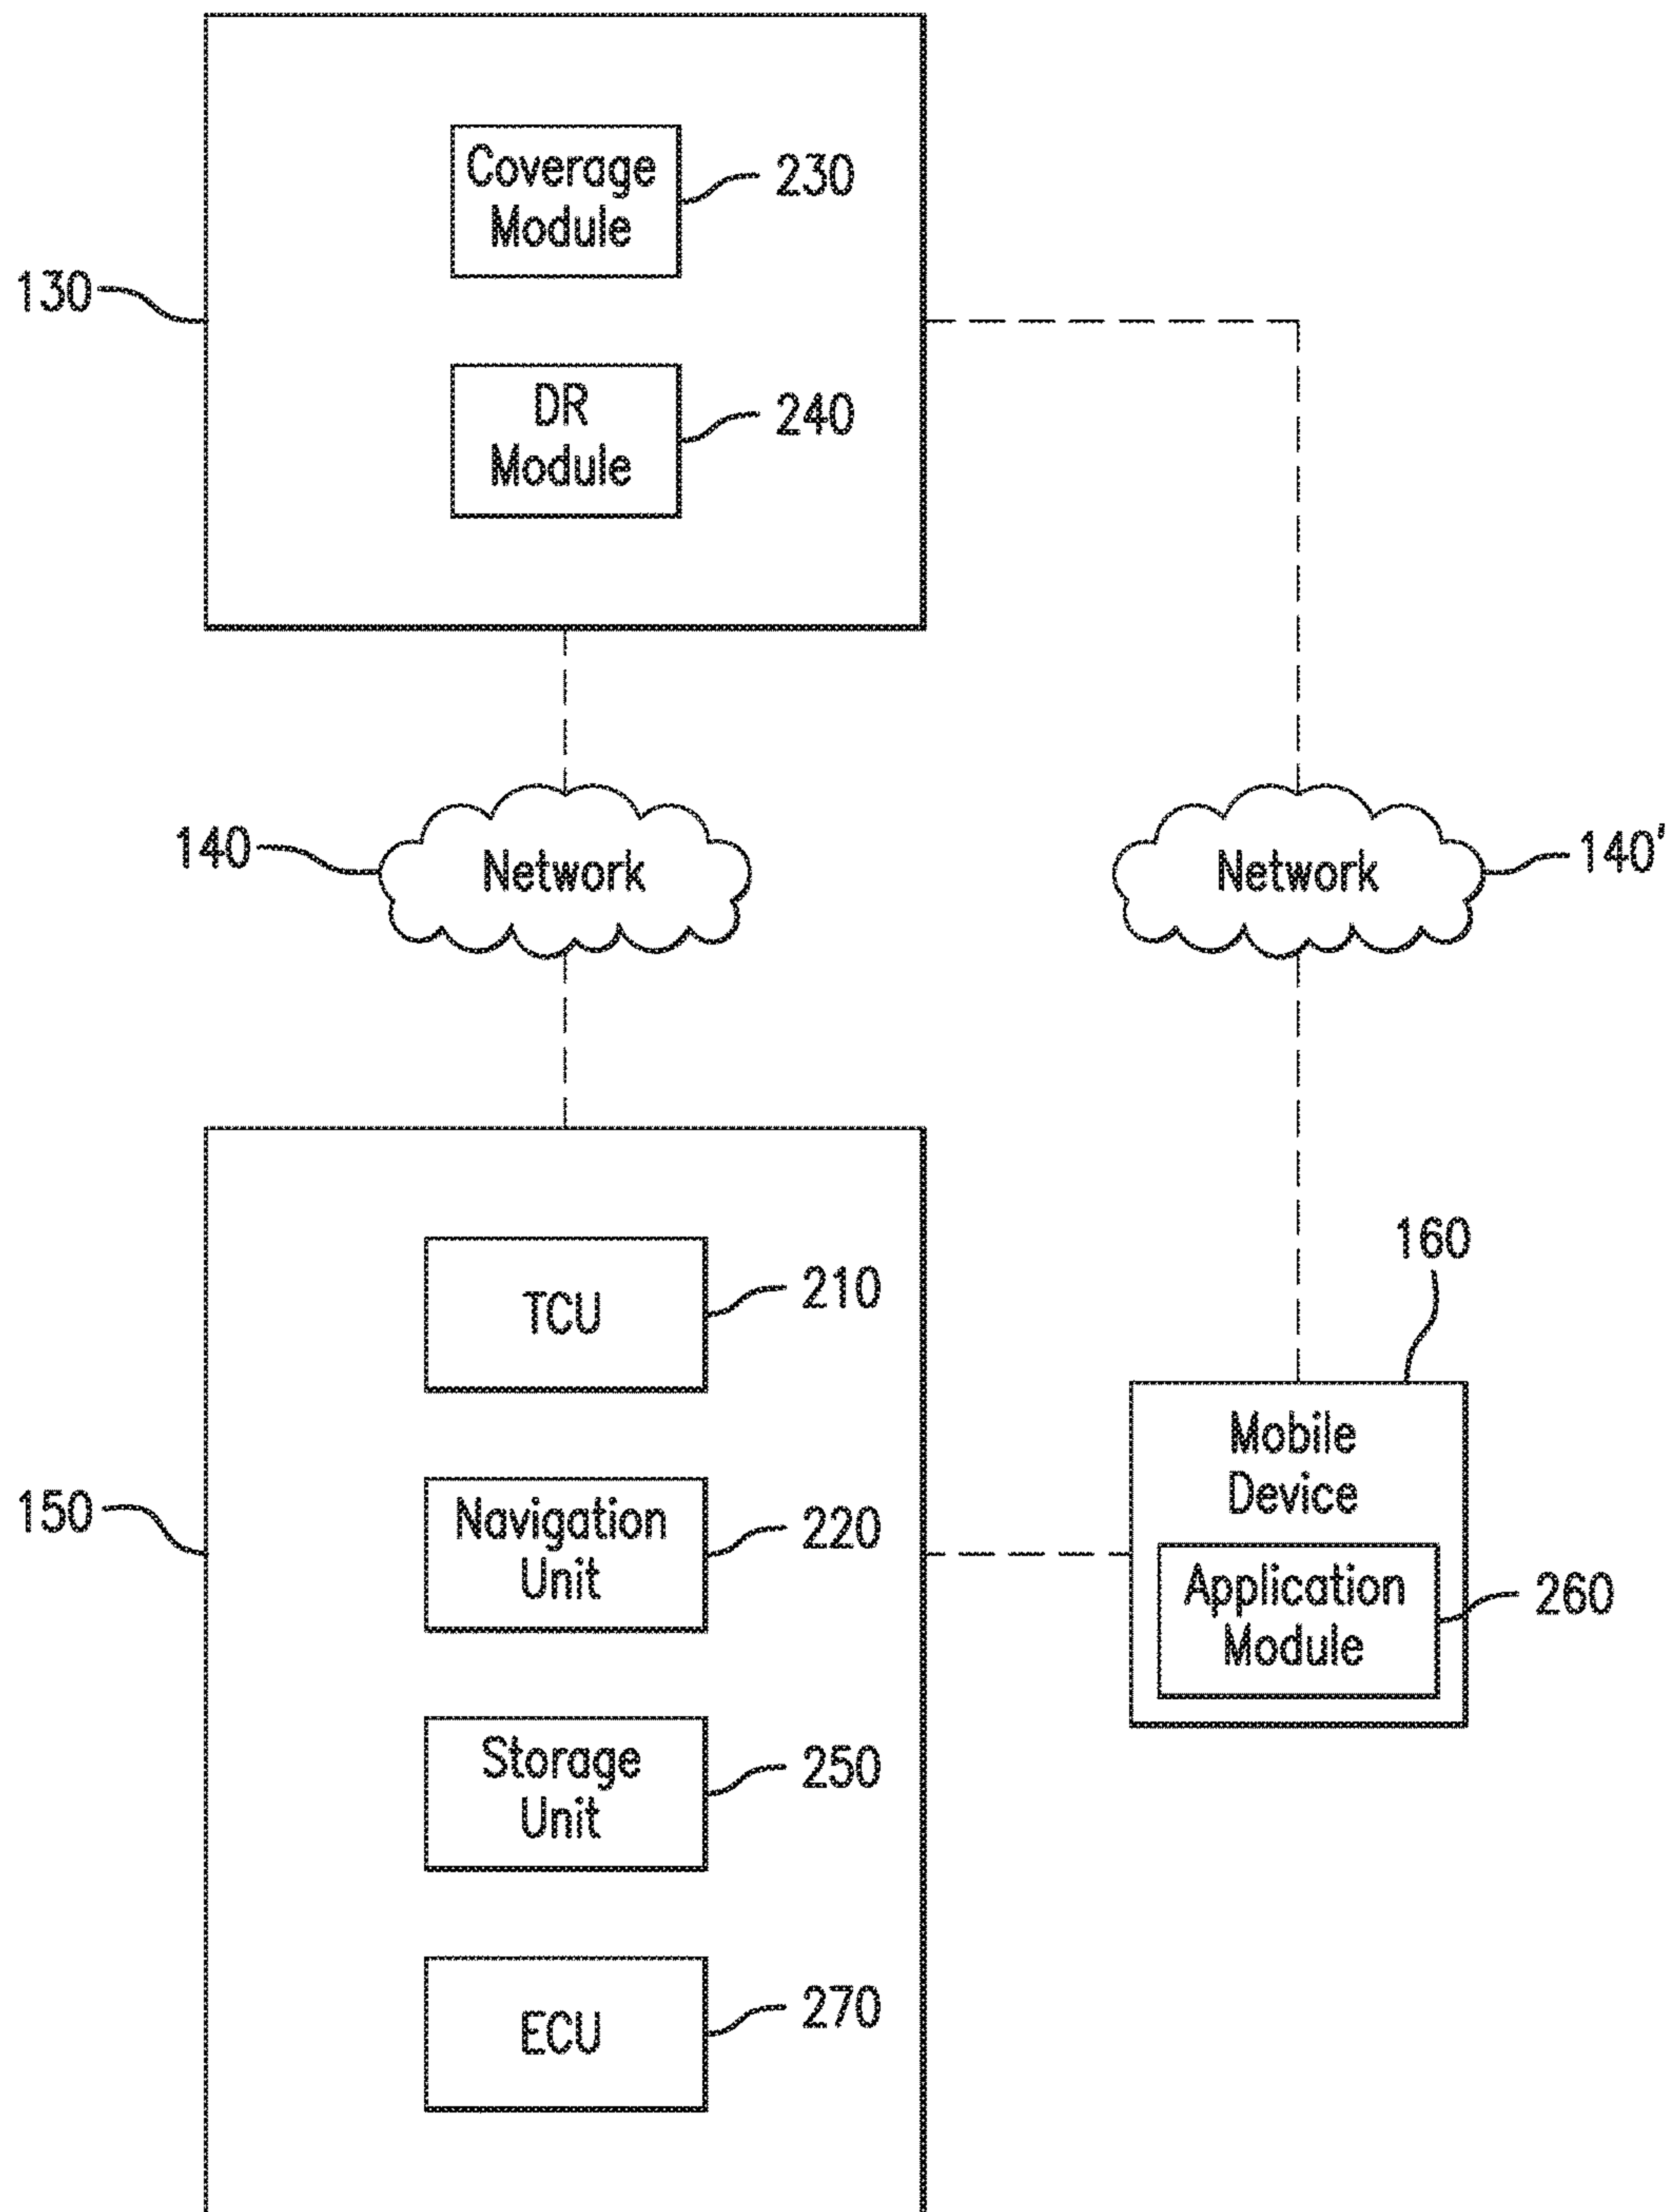 Coverage
Module
230
130
DR
Module
240
140
Network
Network
140'
TCU
210
160
150
Navigation
Unit
220
Mobile
Device
Application
Module
260
Storage
Unit
250
ECU
270